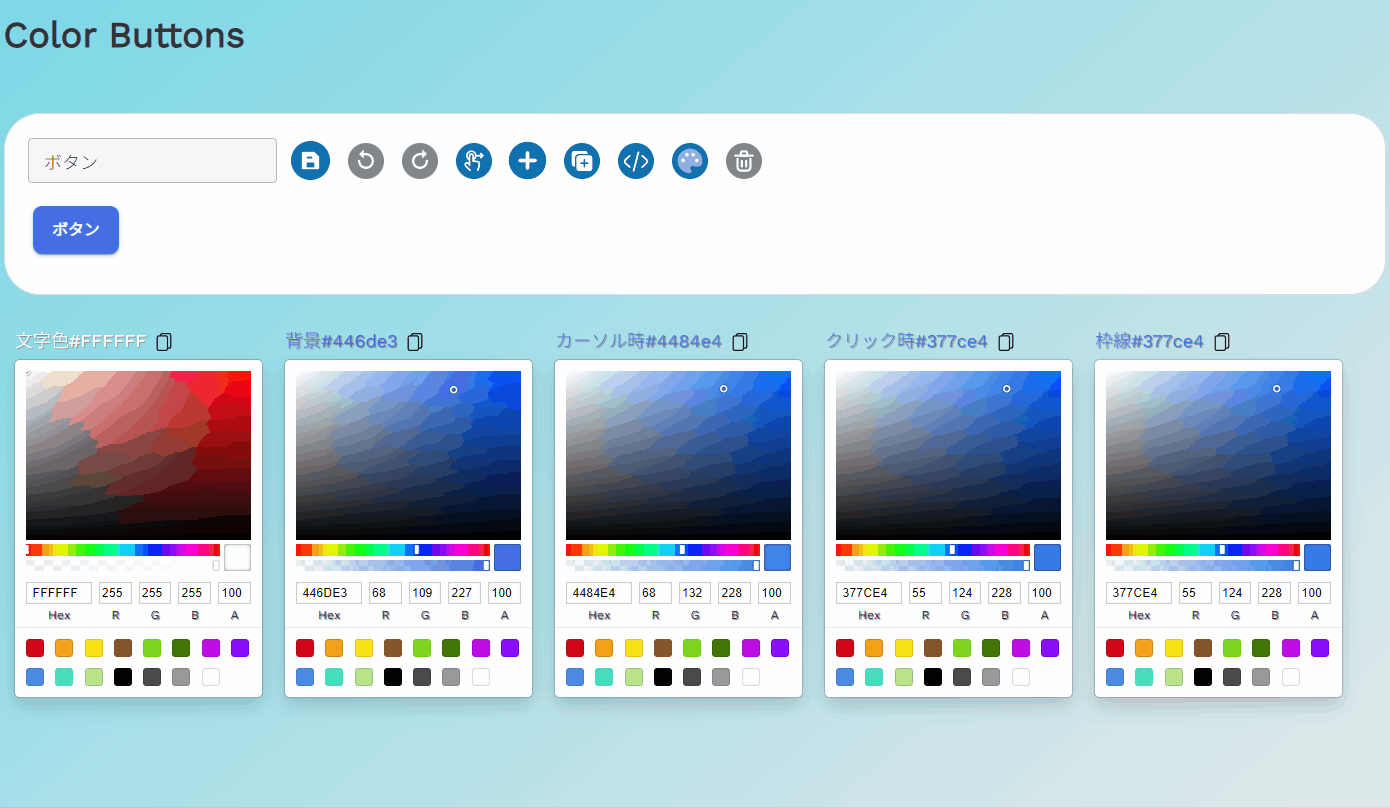 Color Buttons
ボタン
ボタン
文字色#FFFFFF
背景#446de3
カーソル時#4484e4
クリック時#377ce4
枠線#377ce4
FFFFFF 255 255 255 100
Hex R G B A
446DE3 68 109 227 100
Hex R G B A
4484E4 68 132 228 100
Hex R G B A
377CE4 55 124 228 100
Hex R G B A
377CE4 55 124 228 100
Hex R G B A